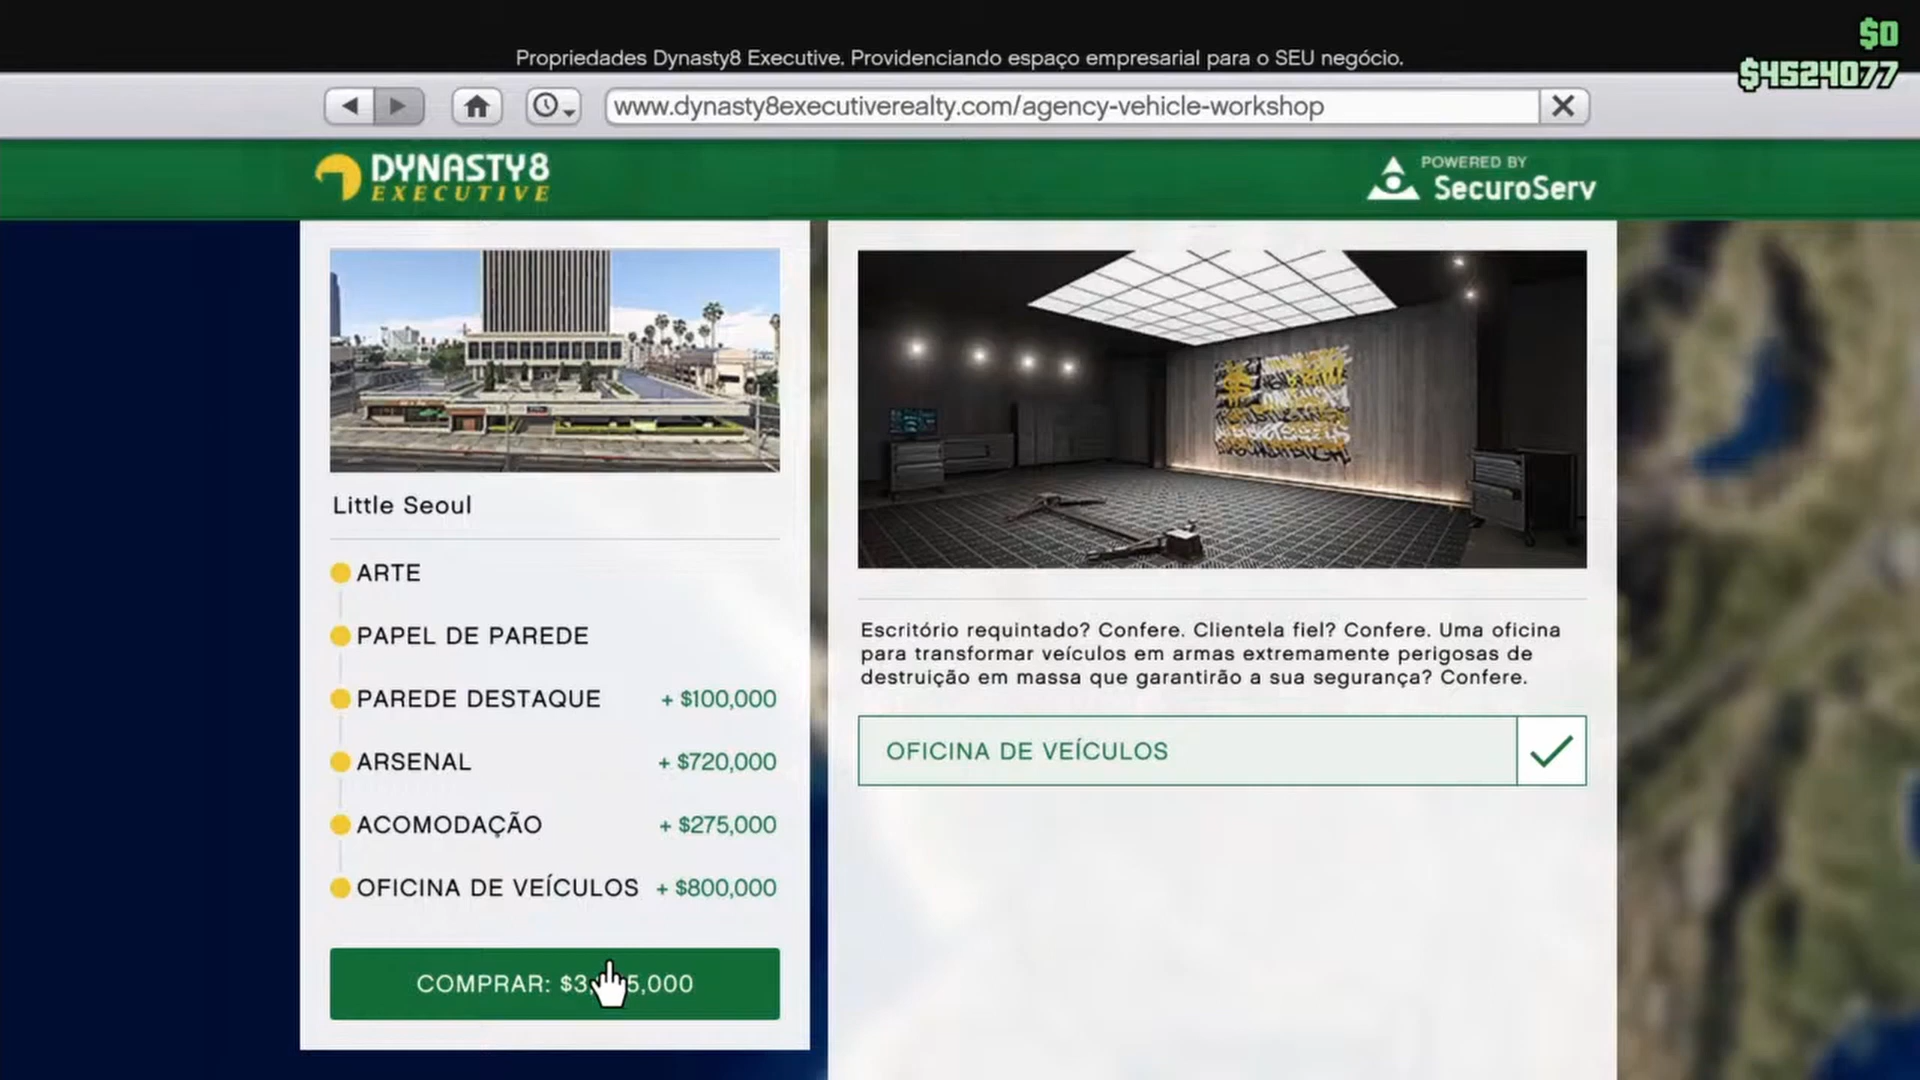 $0
$4524077
Propriedades Dynasty8 Executive. Providenciando espaço empresarial para o SEU negócio.
www.dynasty8executiverealty.com/agency-vehicle-workshop
DYNASTY8
EXECUTIVE
POWERED BY
SecuroServ
Little Seoul
ARTE
PAPEL DE PAREDE
PAREDE DESTAQUE + $100,000
ARSENAL + $720,000
ACOMODAÇÃO + $275,000
OFICINA DE VEÍCULOS + $800,000
COMPRAR:
Escritório requintado? Confere. Clientela fiel? Confere. Uma oficina
para transformar veículos em armas extremamente perigosas de
destruição em massa que garantirão a sua segurança? Confere.
OFICINA DE VEÍCULOS